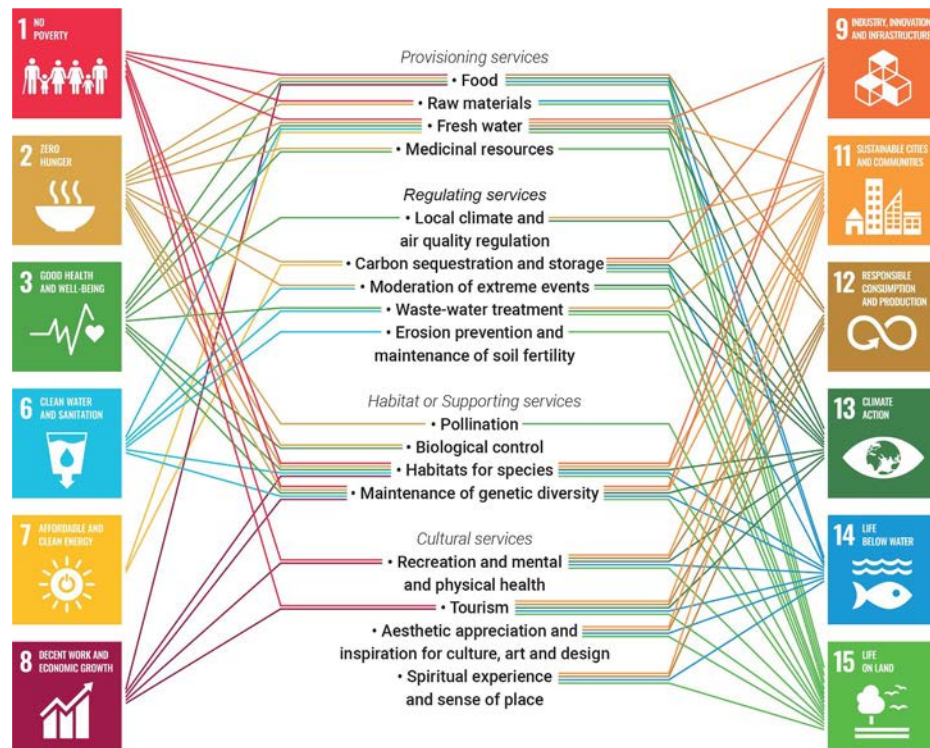 1 NO
POVERTY
2 ZERO
HUNGER
3 GOOD HEALTH
AND WELL-BEING
6 CLEAN WATER
AND SANITATION
7 AFFORDABLE AND
CLEAN ENERGY
8 DECENT WORK AND
ECONOMIC GROWTH
Provisioning services
• Food
• Raw materials
• Fresh water
• Medicinal resources
Regulating services
• Local climate and
air quality regulation
• Carbon sequestration and storage
• Moderation of extreme events
• Waste-water treatment
• Erosion prevention and
maintenance of soil fertility
Habitat or Supporting services
• Pollination
• Biological control
• Habitats for species
• Maintenance of genetic diversity
Cultural services
• Recreation and mental
and physical health
• Tourism
• Aesthetic appreciation and
inspiration for culture, art and design
• Spiritual experience
and sense of place
9 INDUSTRY, INNOVATION
AND INFRASTRUCTURE
11 SUSTAINABLE CITIES
AND COMMUNITIES
12 RESPONSIBLE
CONSUMPTION
AND PRODUCTION
13 CLIMATE
ACTION
14 LIFE
BELOW WATER
15 LIFE
ON LAND